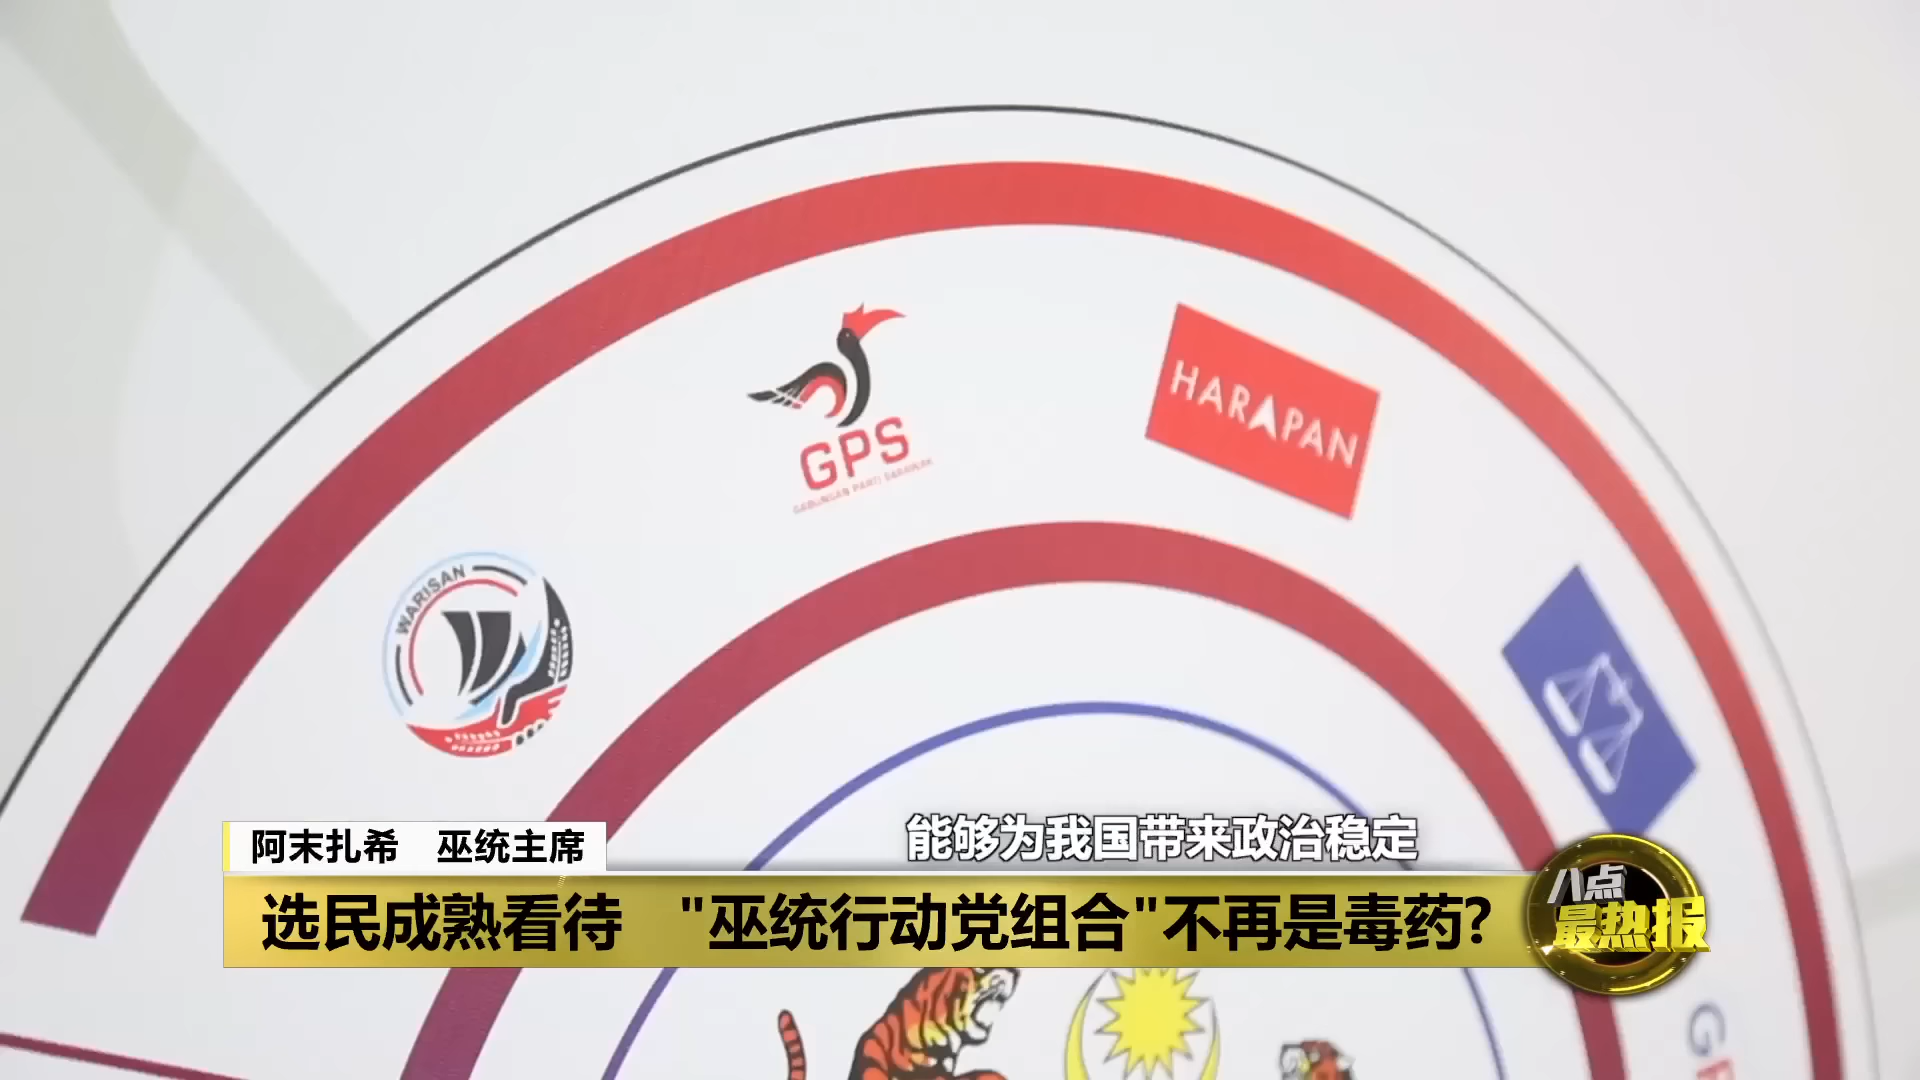 GPS
GABUNGAN PARTI SARAWAK
HARAPAN
WARISAN
能够为我国带来政治稳定
阿末扎希 巫统主席
选民成熟看待 "巫统行动党组合"不再是毒药?
八点
最热报